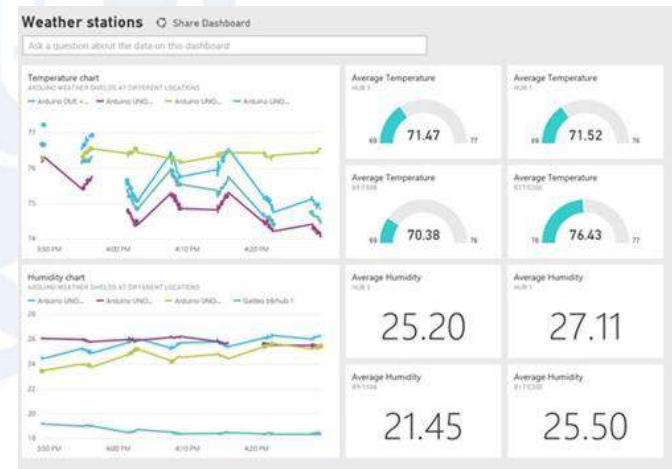 Weather stations Share Dashboard
Ask a question about the data on this dashboard
Temperature chart
ARDUINO WEATHER SHIELDS AT DIFFERENT LOCATIONS
Arduino UNO... Arduino UNO... Arduino UNO...
77
76
75
74
3:50 PM 4:00 PM 4:10 PM 4:20 PM
Average Temperature
HUB 3
69 71.47 77
Average Temperature
HUB 1
69 71.52 76
Average Temperature
69 70.38 76
Average Temperature
76 76.43 77
Humidity chart
ARDUINO WEATHER SHIELDS AT DIFFERENT LOCATIONS
Arduino UNO... Arduino UNO... Arduino UNO... Galileo
28
26
24
22
20
18
3:50 PM 4:00 PM 4:10 PM 4:20 PM
Average Humidity
HUB 3
25.20
Average Humidity
HUB 1
27.11
Average Humidity
21.45
Average Humidity
25.50